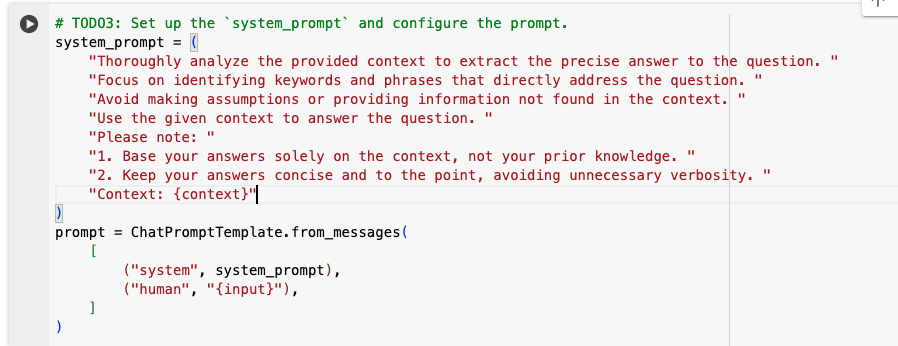 # TODO3: Set up the `system_prompt` and configure the prompt.
system_prompt = (
    "Thoroughly analyze the provided context to extract the precise answer to the question. "
    "Focus on identifying keywords and phrases that directly address the question. "
    "Avoid making assumptions or providing information not found in the context. "
    "Use the given context to answer the question. "
    "Please note: "
    "1. Base your answers solely on the context, not your prior knowledge. "
    "2. Keep your answers concise and to the point, avoiding unnecessary verbosity. "
    "Context: {context}"
)
prompt = ChatPromptTemplate.from_messages(
    [
        ("system", system_prompt),
        ("human", "{input}"),
    ]
)